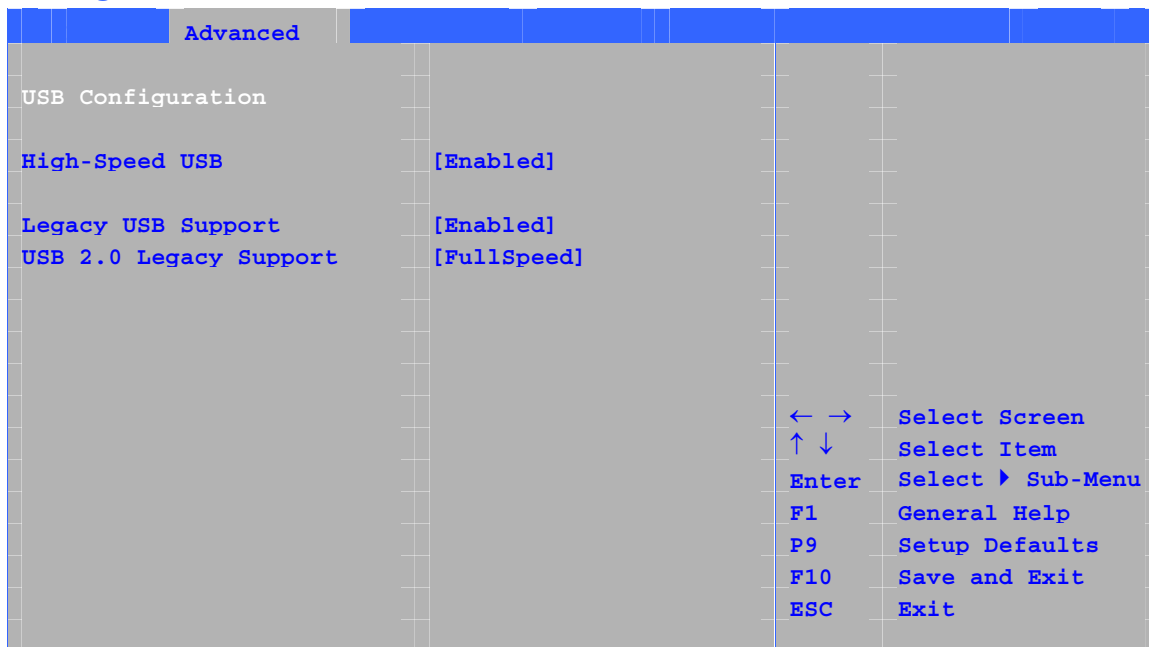 Advanced
USB Configuration
High-Speed USB [Enabled]
Legacy USB Support [Enabled]
USB 2.0 Legacy Support [FullSpeed]
← → Select Screen
↑ ↓ Select Item
Enter Select ▶ Sub-Menu
F1 General Help
P9 Setup Defaults
F10 Save and Exit
ESC Exit